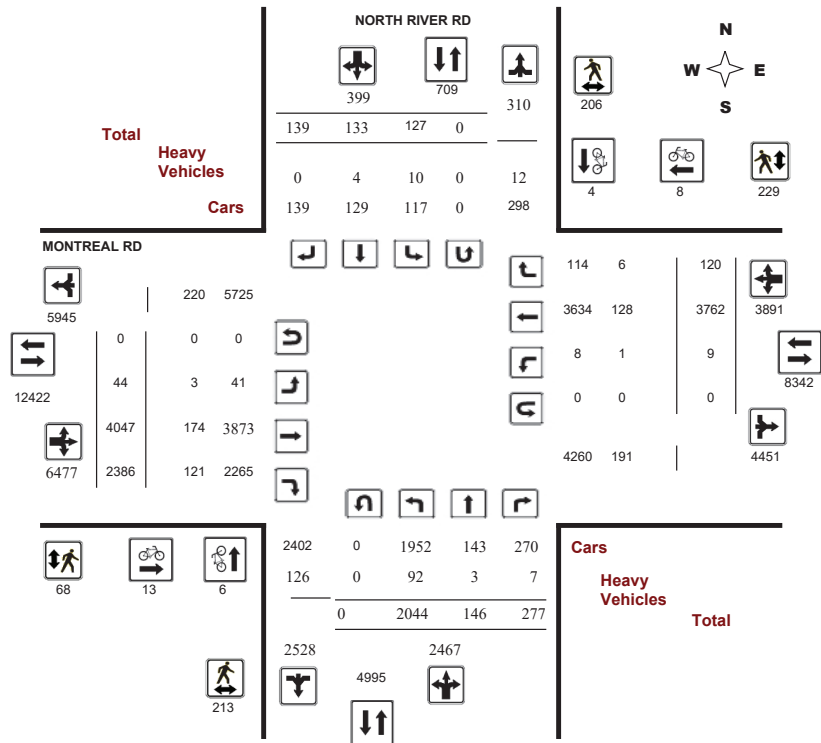 NORTH RIVER RD
N
W E
S
399 709 310 206
Total 139 133 127 0
Heavy
Vehicles 0 4 10 0 12
Cars 139 129 117 0 298
4 8 229
MONTREAL RD
5945 220 5725
12422
0 0 0
44 3 41
4047 174 3873
6477 2386 121 2265
114 6 120
3634 128 3762 3891
8 1 9
8342
0 0 0
4260 191 4451
68 13 6
213
2402 0 1952 143 270 Cars
126 0 92 3 7 Heavy
Vehicles
0 2044 146 277 Total
2528 2467
4995